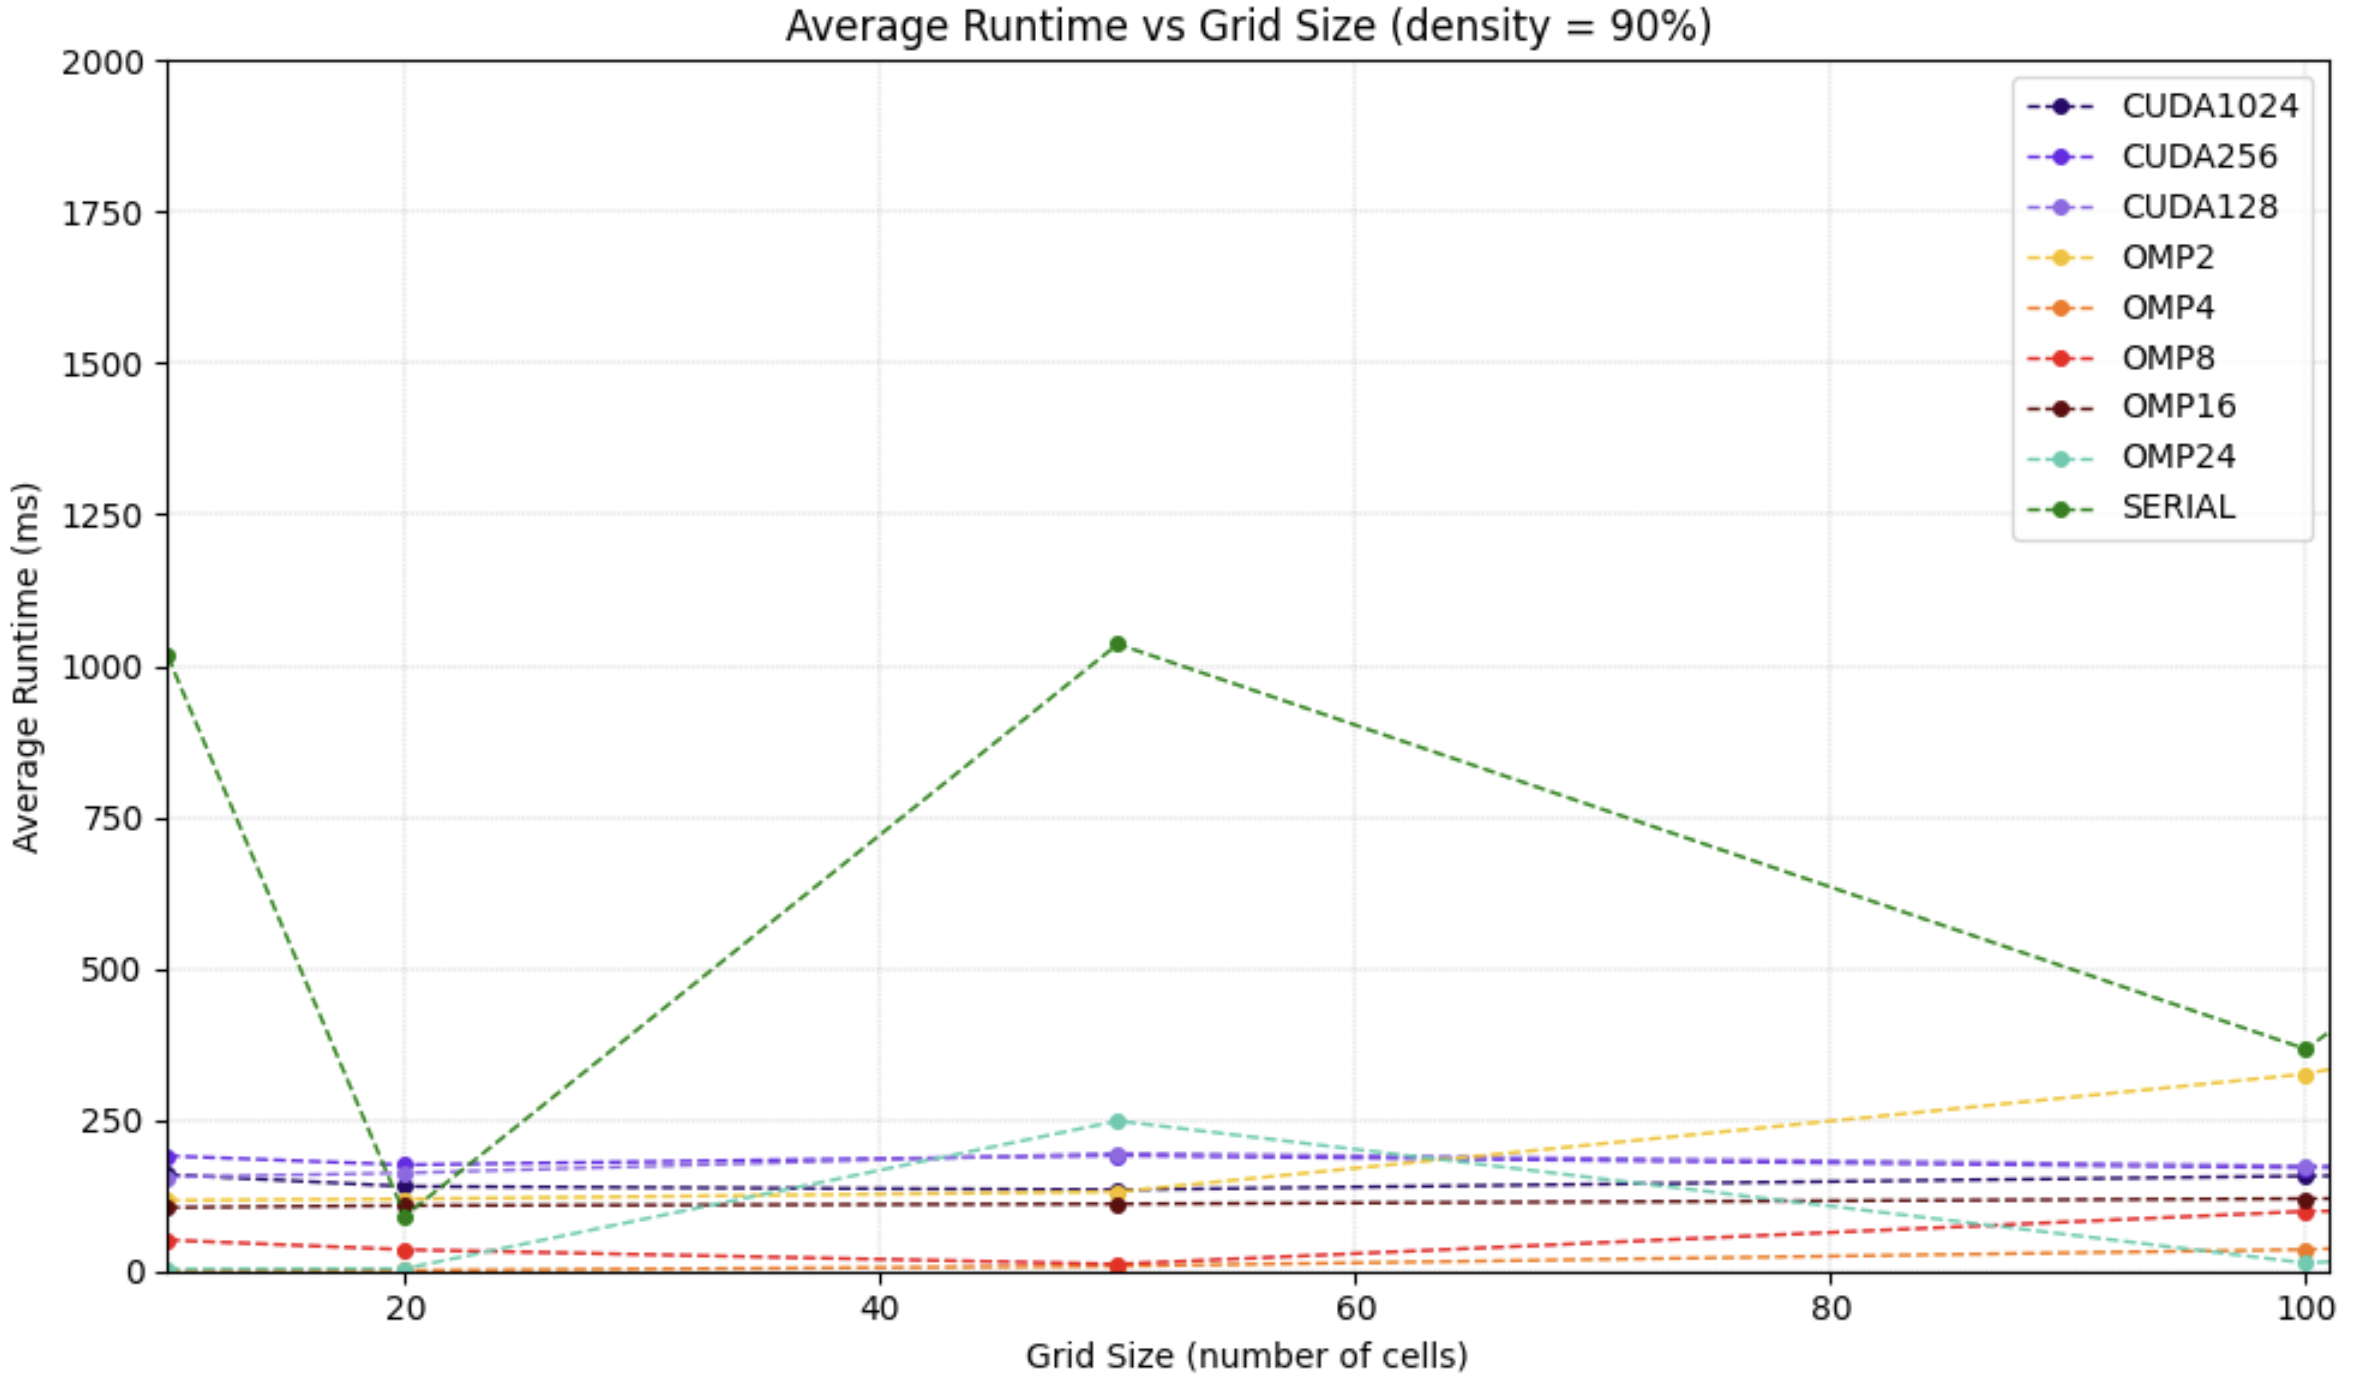 Average Runtime vs Grid Size (density = 90%)
2000
1750
1500
1250
1000
750
500
250
0
Average Runtime (ms)
CUDA1024
CUDA256
CUDA128
OMP2
OMP4
OMP8
OMP16
OMP24
SERIAL
20 40 60 80 100
Grid Size (number of cells)